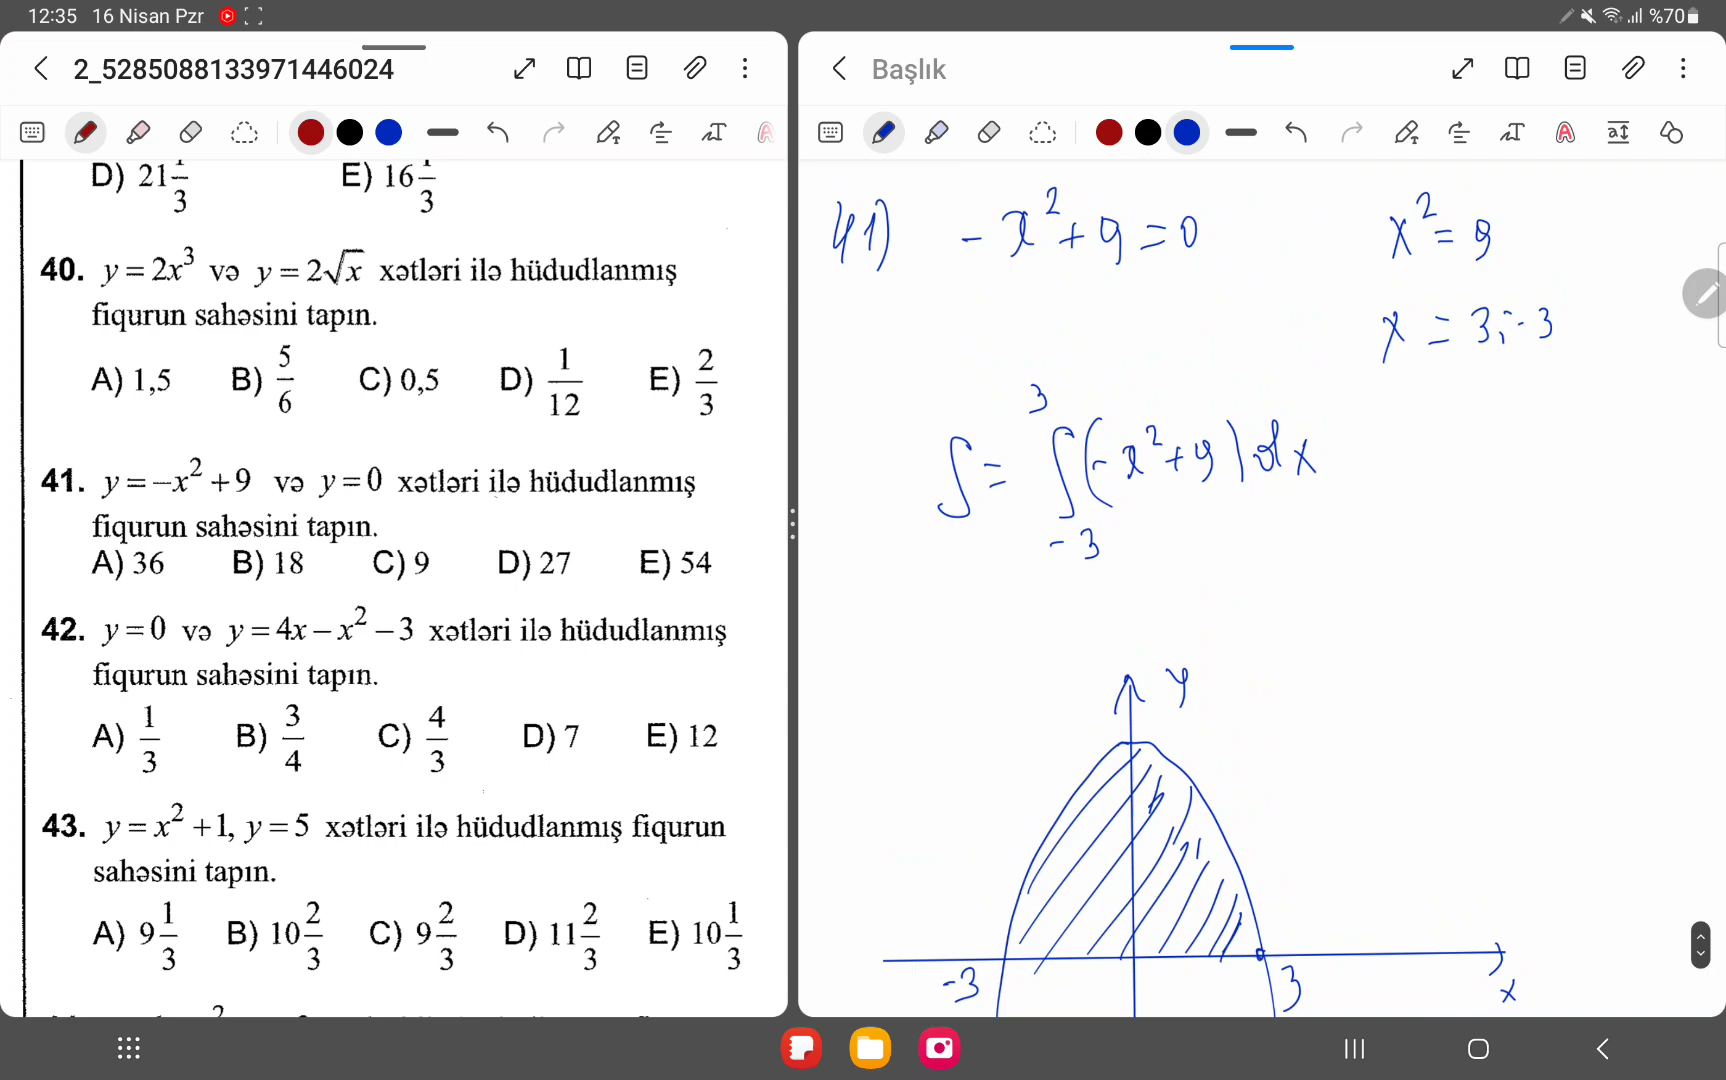 12:35 16 Nisan Pzr %70
2_5285088133971446024
D) 21 1/3 E) 16 1/3
40. y = 2x³ və y = 2√x xətləri ilə hüdudlanmış
fiqurun sahəsini tapın.
A) 1,5 B) 5/6 C) 0,5 D) 1/12 E) 2/3
41. y = −x² + 9 və y = 0 xətləri ilə hüdudlanmış
fiqurun sahəsini tapın.
A) 36 B) 18 C) 9 D) 27 E) 54
42. y = 0 və y = 4x − x² − 3 xətləri ilə hüdudlanmış
fiqurun sahəsini tapın.
A) 1/3 B) 3/4 C) 4/3 D) 7 E) 12
43. y = x² + 1, y = 5 xətləri ilə hüdudlanmış fiqurun
sahəsini tapın.
A) 9 1/3 B) 10 2/3 C) 9 2/3 D) 11 2/3 E) 10 1/3
Başlık
41) −x² + 9 = 0 x² = 9
x = 3; −3
3
S = ∫(−x² + 9) dx
−3
y
−3 3 x